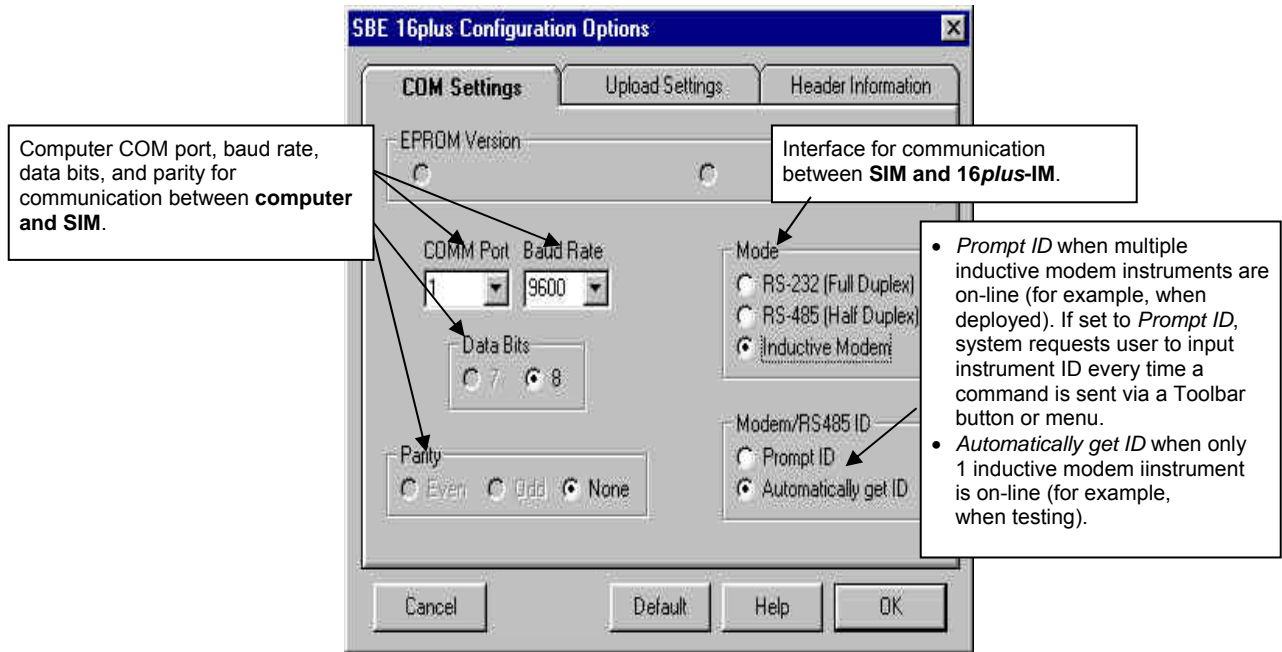 SBE 16plus Configuration Options
COM Settings
Upload Settings
Header Information
Computer COM port, baud rate,
data bits, and parity for
communication between computer
and SIM.
EPROM Version
Interface for communication
between SIM and 16plus-IM.
COMM Port
Baud Rate
1
9600
Data Bits
7
8
Parity
Even
Odd
None
Mode
RS-232 (Full Duplex)
RS-485 (Half Duplex)
Inductive Modem
Modem/RS485 ID
Prompt ID
Automatically get ID
• Prompt ID when multiple
inductive modem instruments are
on-line (for example, when
deployed). If set to Prompt ID,
system requests user to input
instrument ID every time a
command is sent via a Toolbar
button or menu.
• Automatically get ID when only
1 inductive modem iinstrument
is on-line (for example,
when testing).
Cancel
Default
Help
OK